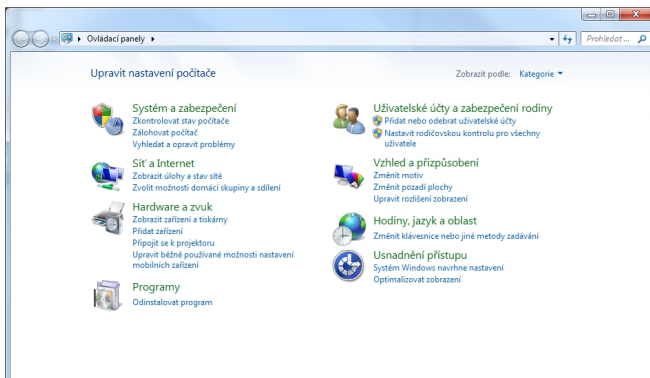 Ovládací panely
Prohledat ...
Upravit nastavení počítače
Zobrazit podle: Kategorie
Systém a zabezpečení
Zkontrolovat stav počítače
Zálohovat počítač
Vyhledat a opravit problémy
Síť a Internet
Zobrazit úlohy a stav sítě
Zvolit možnosti domácí skupiny a sdílení
Hardware a zvuk
Zobrazit zařízení a tiskárny
Přidat zařízení
Připojit se k projektoru
Upravit běžně používané možnosti nastavení
mobilních zařízení
Programy
Odinstalovat program
Uživatelské účty a zabezpečení rodiny
Přidat nebo odebrat uživatelské účty
Nastavit rodičovskou kontrolu pro všechny
uživatele
Vzhled a přizpůsobení
Změnit motiv
Změnit pozadí plochy
Upravit rozlišení zobrazení
Hodiny, jazyk a oblast
Změnit klávesnice nebo jiné metody zadávání
Usnadnění přístupu
Systém Windows navrhne nastavení
Optimalizovat zobrazení